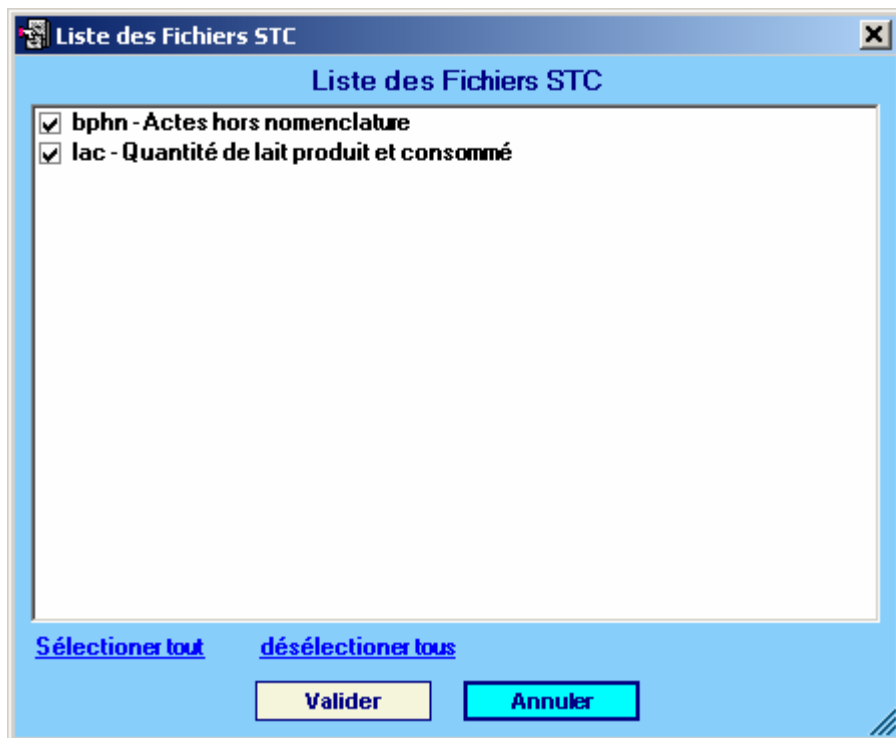 Liste des Fichiers STC
Liste des Fichiers STC
bphn - Actes hors nomenclature
lac - Quantité de lait produit et consommé
Sélectioner tout désélectioner tous
Valider Annuler